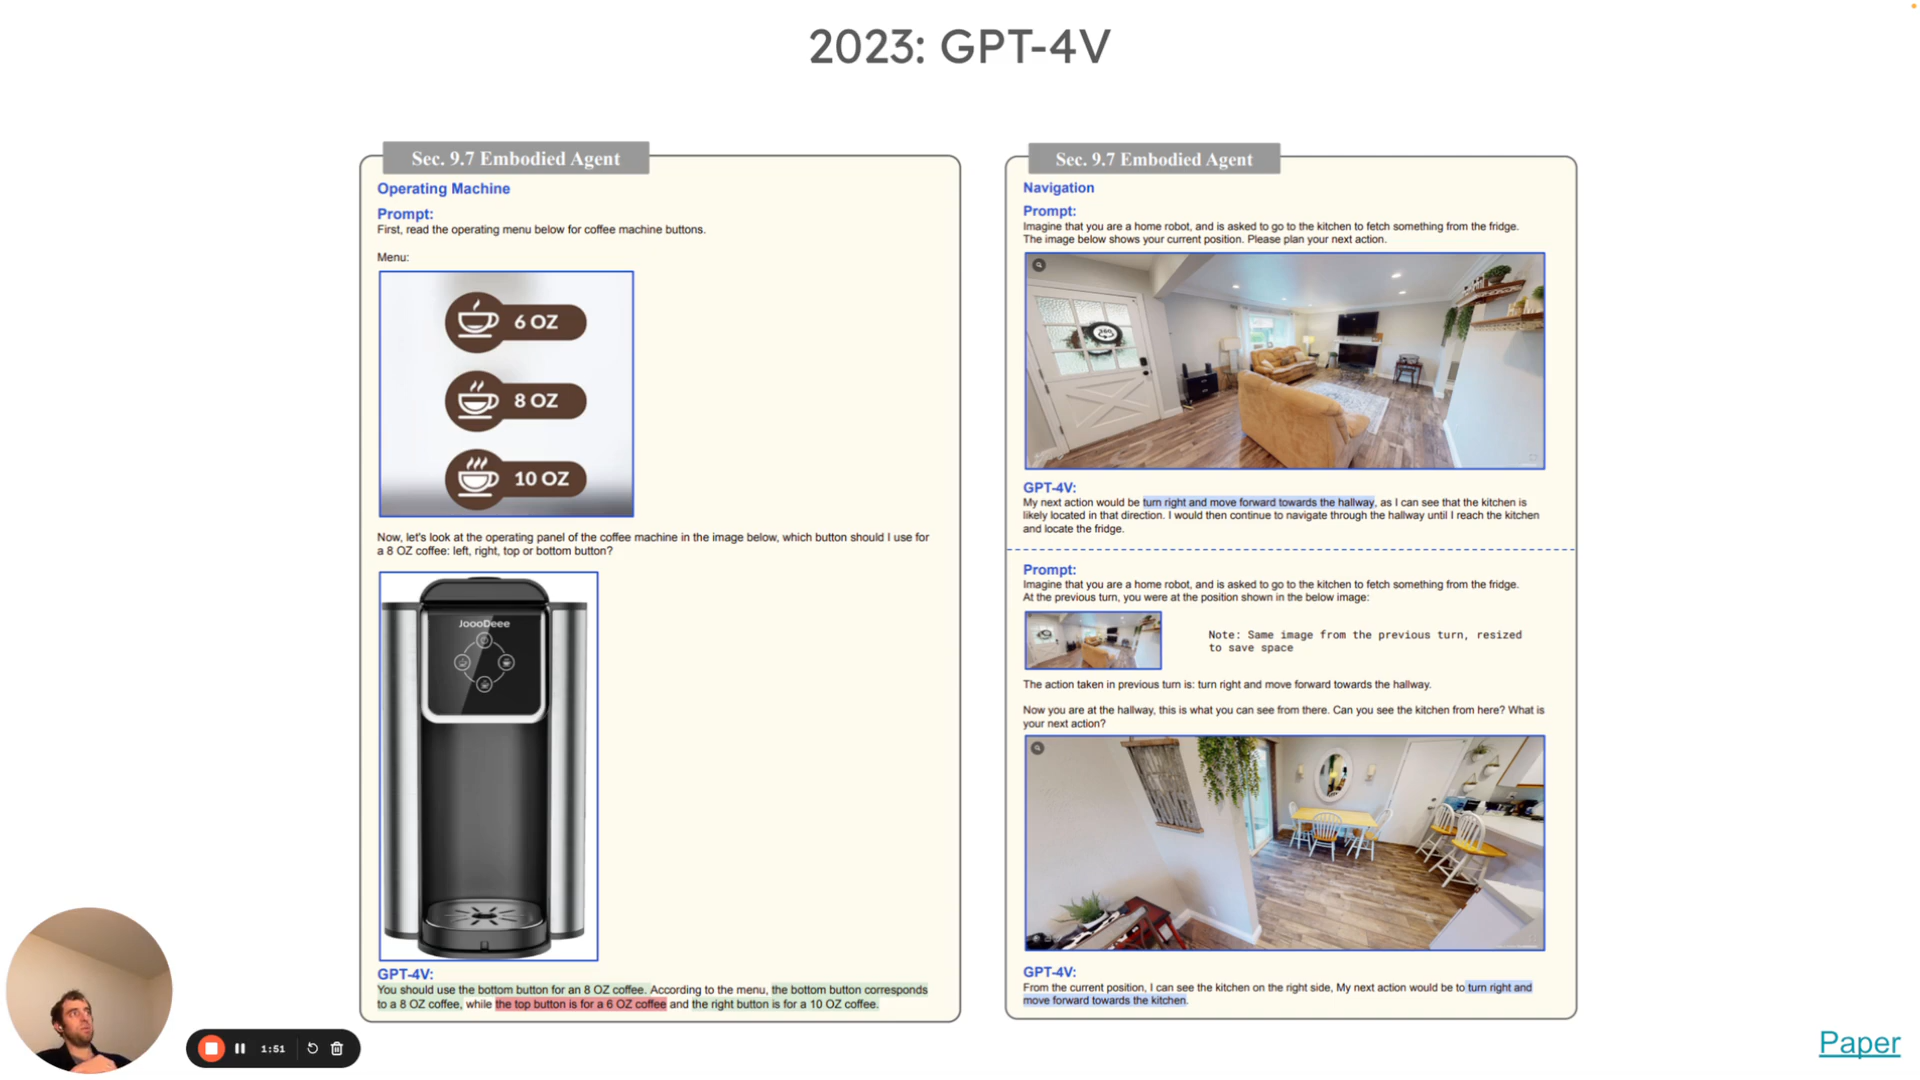 2023: GPT-4V
Sec. 9.7 Embodied Agent
Operating Machine
Prompt:
First, read the operating menu below for coffee machine buttons.
Menu:
6 OZ
8 OZ
10 OZ
Now, let's look at the operating panel of the coffee machine in the image below, which button should I use for
a 8 OZ coffee: left, right, top or bottom button?
JoooDeee
GPT-4V:
You should use the bottom button for an 8 OZ coffee. According to the menu, the bottom button corresponds
to a 8 OZ coffee, while the top button is for a 6 OZ coffee and the right button is for a 10 OZ coffee.
Sec. 9.7 Embodied Agent
Navigation
Prompt:
Imagine that you are a home robot, and is asked to go to the kitchen to fetch something from the fridge.
The image below shows your current position. Please plan your next action.
GPT-4V:
My next action would be turn right and move forward towards the hallway, as I can see that the kitchen is
likely located in that direction. I would then continue to navigate through the hallway until I reach the kitchen
and locate the fridge.
Prompt:
Imagine that you are a home robot, and is asked to go to the kitchen to fetch something from the fridge.
At the previous turn, you were at the position shown in the below image:
Note: Same image from the previous turn, resized
to save space
The action taken in previous turn is: turn right and move forward towards the hallway.
Now you are at the hallway, this is what you can see from there. Can you see the kitchen from here? What is
your next action?
GPT-4V:
From the current position, I can see the kitchen on the right side, My next action would be to turn right and
move forward towards the kitchen.
1:51
Paper